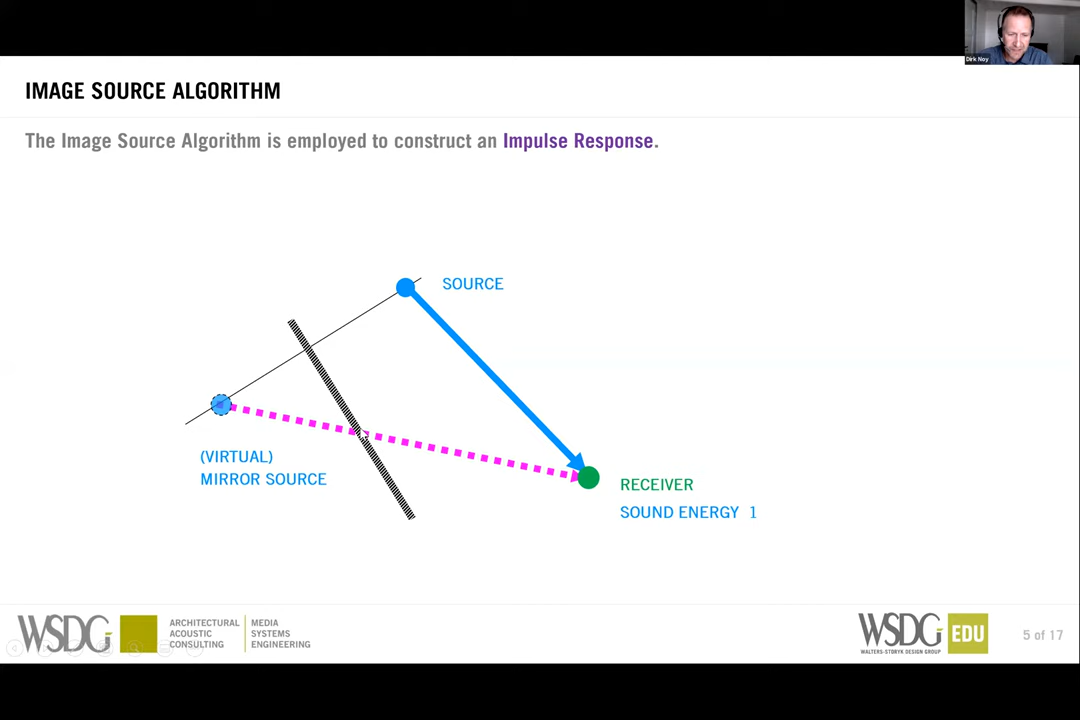 Dirk Noy
IMAGE SOURCE ALGORITHM
The Image Source Algorithm is employed to construct an Impulse Response.
SOURCE
(VIRTUAL)
MIRROR SOURCE
RECEIVER
SOUND ENERGY 1
WSDG
ARCHITECTURAL
ACOUSTIC
CONSULTING
MEDIA
SYSTEMS
ENGINEERING
WSDG EDU
WALTERS-STORYK DESIGN GROUP
5 of 17